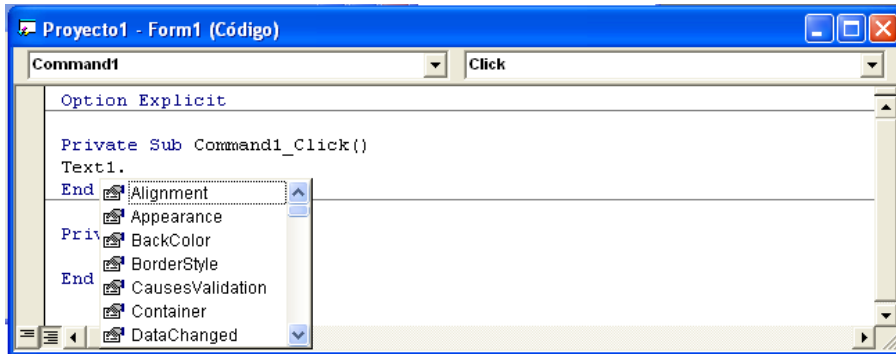 Proyecto1 - Form1 (Código)
Command1 Click
Option Explicit
Private Sub Command1_Click()
Text1.
End
Alignment
Appearance
Priv
BackColor
BorderStyle
End
CausesValidation
Container
DataChanged